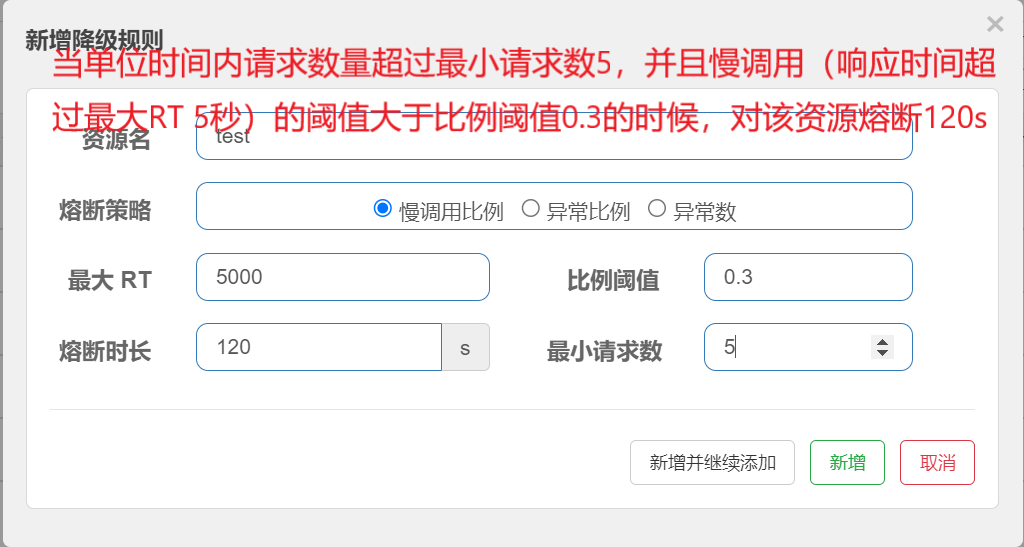 ×
新增降级规则
当单位时间内请求数量超过最小请求数5，并且慢调用（响应时间超
过最大RT 5秒）的阈值大于比例阈值0.3的时候，对该资源熔断120s
资源名 test
熔断策略 慢调用比例 异常比例 异常数
最大 RT 5000 比例阈值 0.3
熔断时长 120 s 最小请求数 5
新增并继续添加 新增 取消